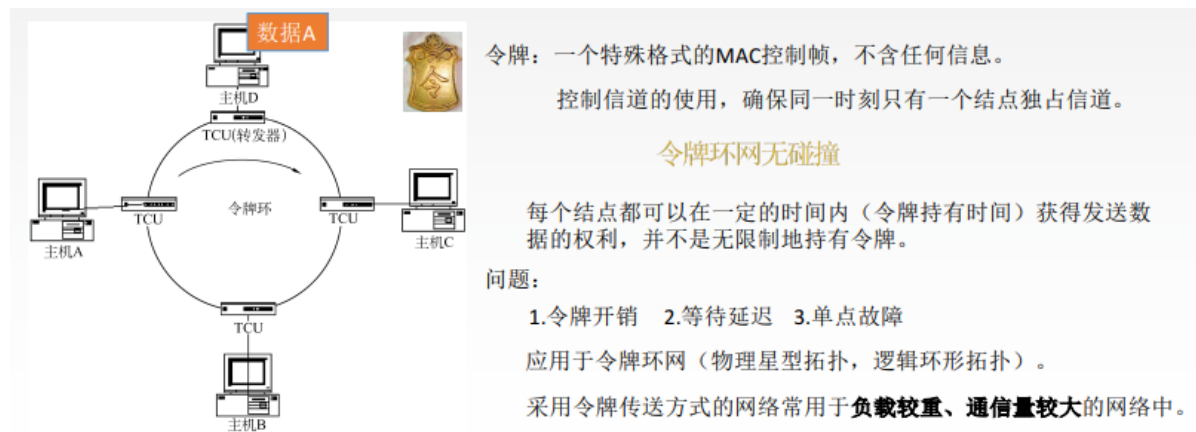 数据A
主机D
TCU(转发器)
令牌环
TCU
TCU
主机A
主机C
TCU
主机B
令
令牌：一个特殊格式的MAC控制帧，不含任何信息。
控制信道的使用，确保同一时刻只有一个结点独占信道。
令牌环网无碰撞
每个结点都可以在一定的时间内（令牌持有时间）获得发送数
据的权利，并不是无限制地持有令牌。
问题：
1.令牌开销 2.等待延迟 3.单点故障
应用于令牌环网（物理星型拓扑，逻辑环形拓扑）。
采用令牌传送方式的网络常用于负载较重、通信量较大的网络中。